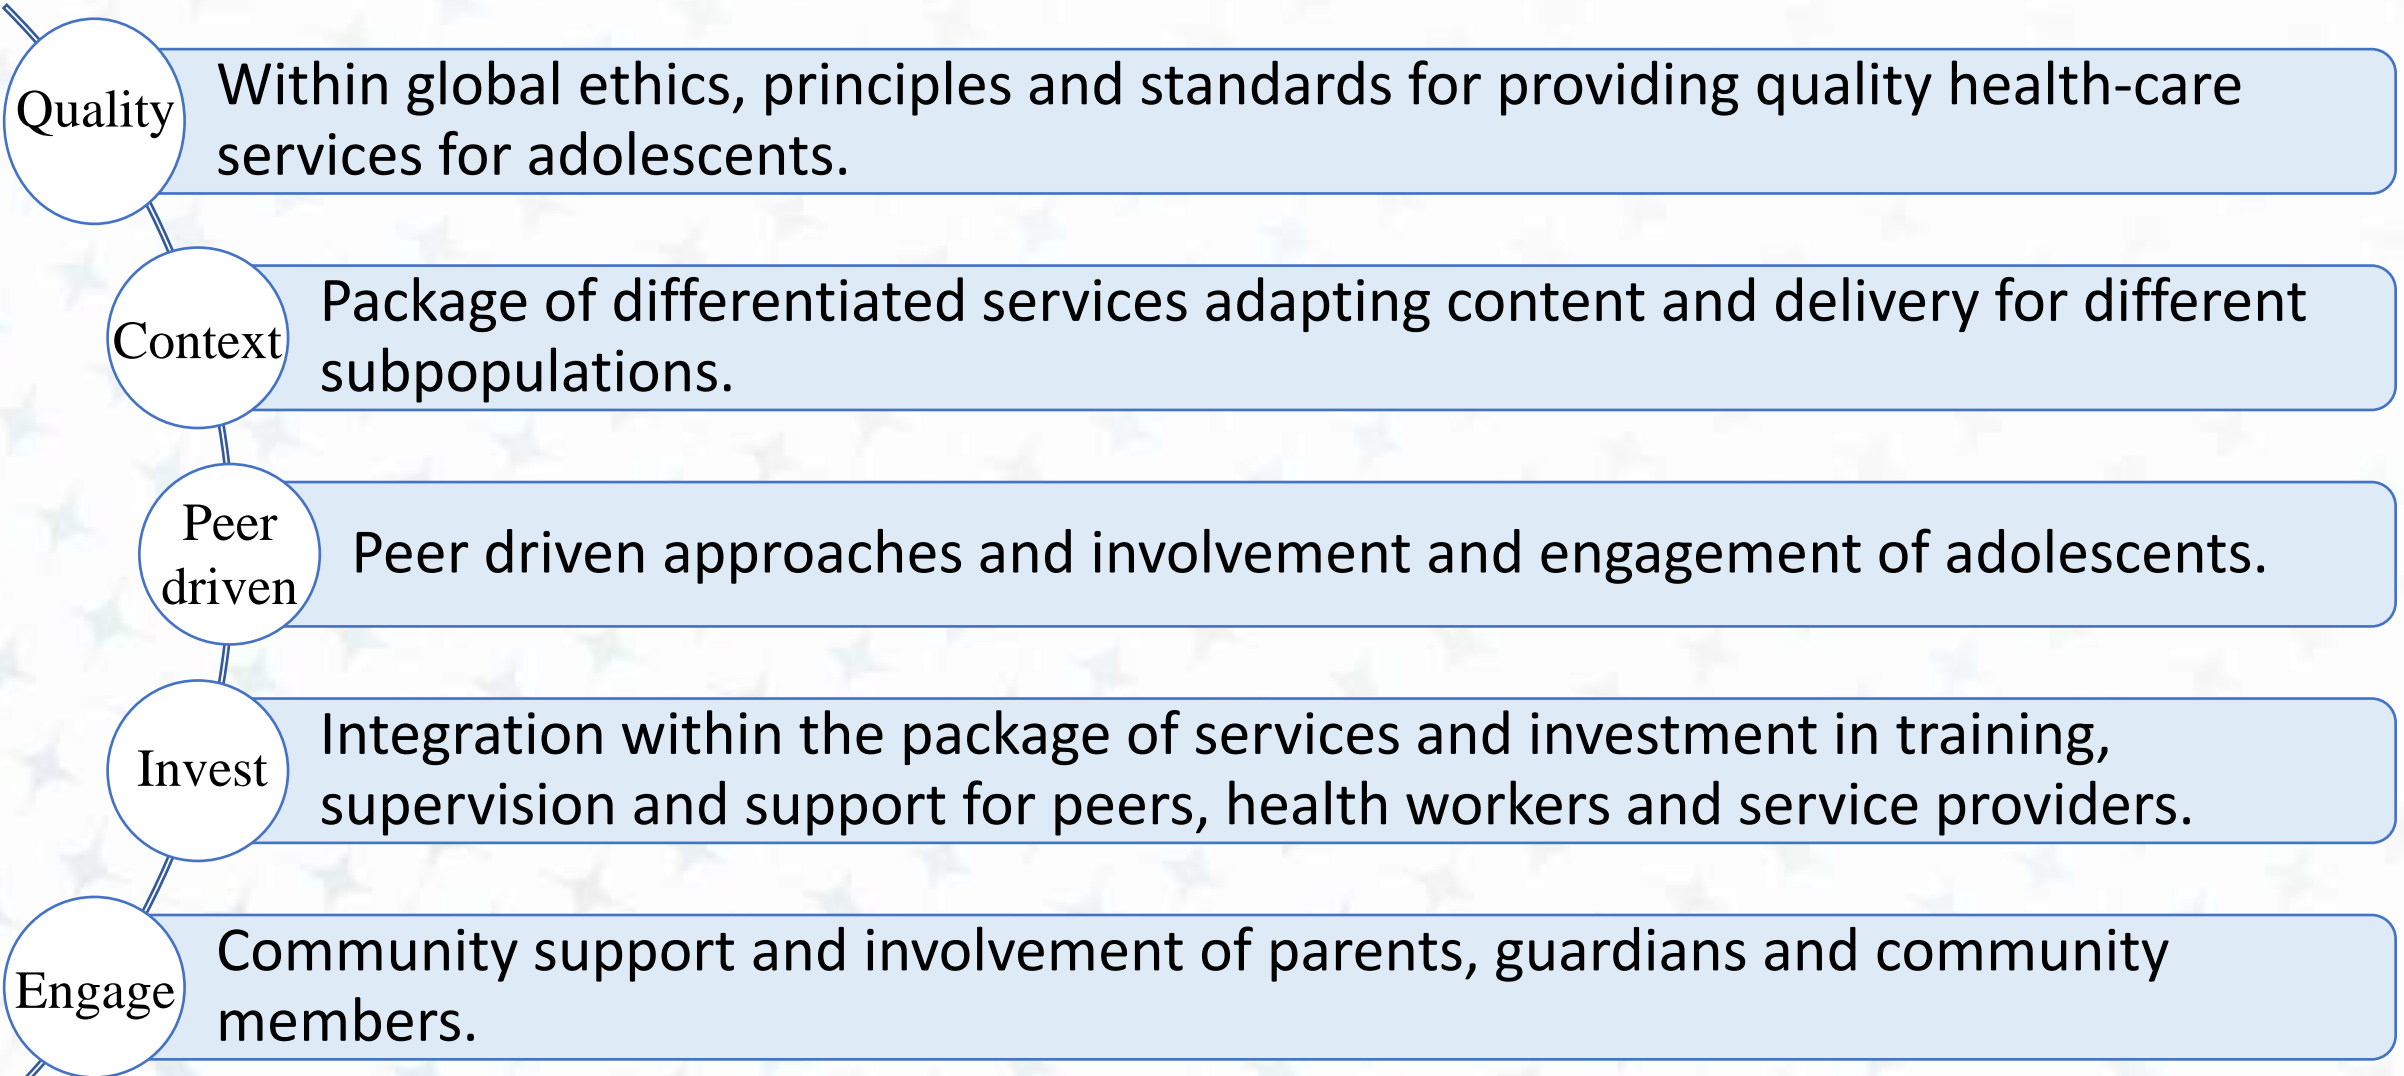 Quality
Within global ethics, principles and standards for providing quality health-care
services for adolescents.
Context
Package of differentiated services adapting content and delivery for different
subpopulations.
Peer
driven
Peer driven approaches and involvement and engagement of adolescents.
Invest
Integration within the package of services and investment in training,
supervision and support for peers, health workers and service providers.
Engage
Community support and involvement of parents, guardians and community
members.